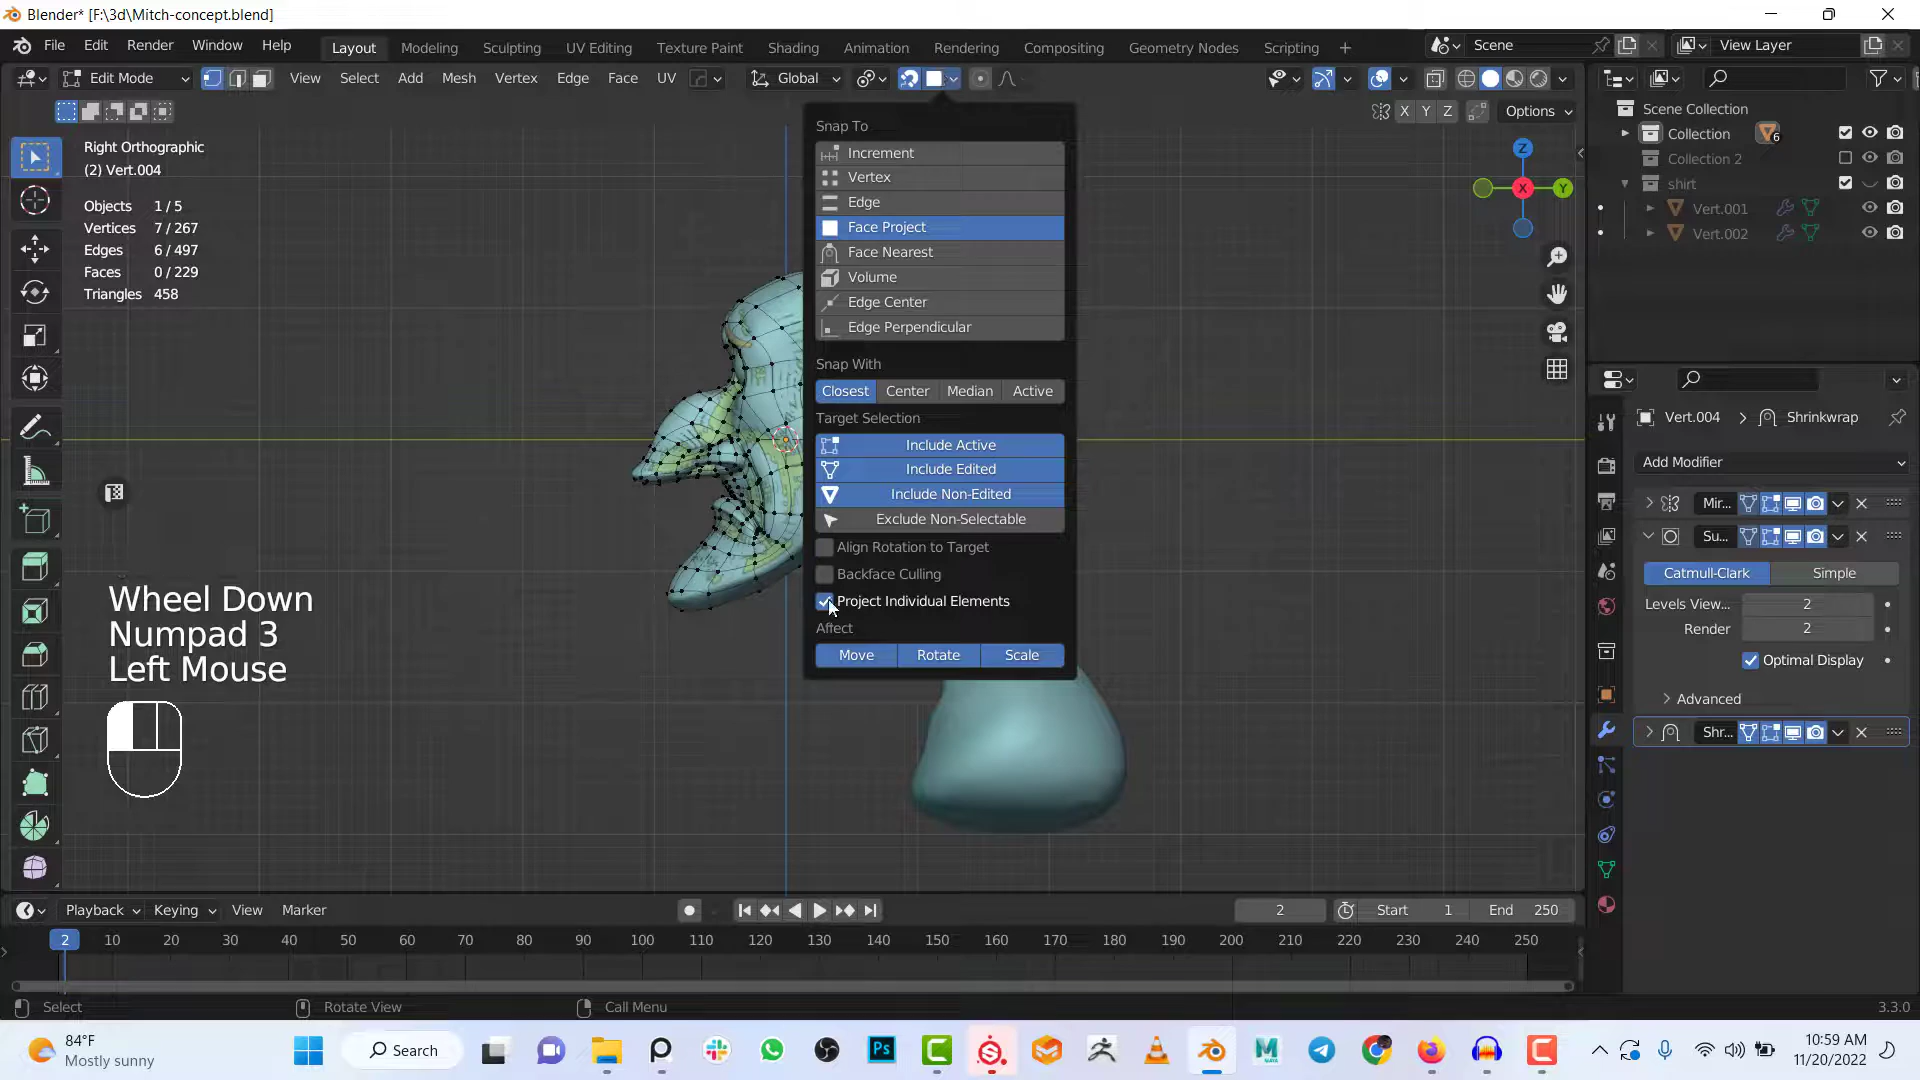 Blender* [F:\3d\Mitch-concept.blend]
File Edit Render Window Help Layout Modeling Sculpting UV Editing Texture Paint Shading Animation Rendering Compositing Geometry Nodes Scripting + Scene View Layer
Edit Mode View Select Add Mesh Vertex Edge Face UV Global
X Y Z Options
Right Orthographic
(2) Vert.004
Objects 1 / 5
Vertices 7 / 267
Edges 6 / 497
Faces 0 / 229
Triangles 458
Snap To
Increment
Vertex
Edge
Face Project
Face Nearest
Volume
Edge Center
Edge Perpendicular
Snap With
Closest Center Median Active
Target Selection
Include Active
Include Edited
Include Non-Edited
Exclude Non-Selectable
Align Rotation to Target
Backface Culling
Project Individual Elements
Affect
Move Rotate Scale
Z
X
Y
Wheel Down
Numpad 3
Left Mouse
Scene Collection
Collection 6
Collection 2
shirt
Vert.001
Vert.002
Vert.004 Shrinkwrap
Add Modifier
Mir...
Su...
Catmull-Clark Simple
Levels View... 2
Render 2
Optimal Display
Advanced
Shr...
Playback Keying View Marker 2 Start 1 End 250
2 10 20 30 40 50 60 70 80 90 100 110 120 130 140 150 160 170 180 190 200 210 220 230 240 250
Select Rotate View Call Menu 3.3.0
84°F
Mostly sunny
Search
Ps
10:59 AM
11/20/2022